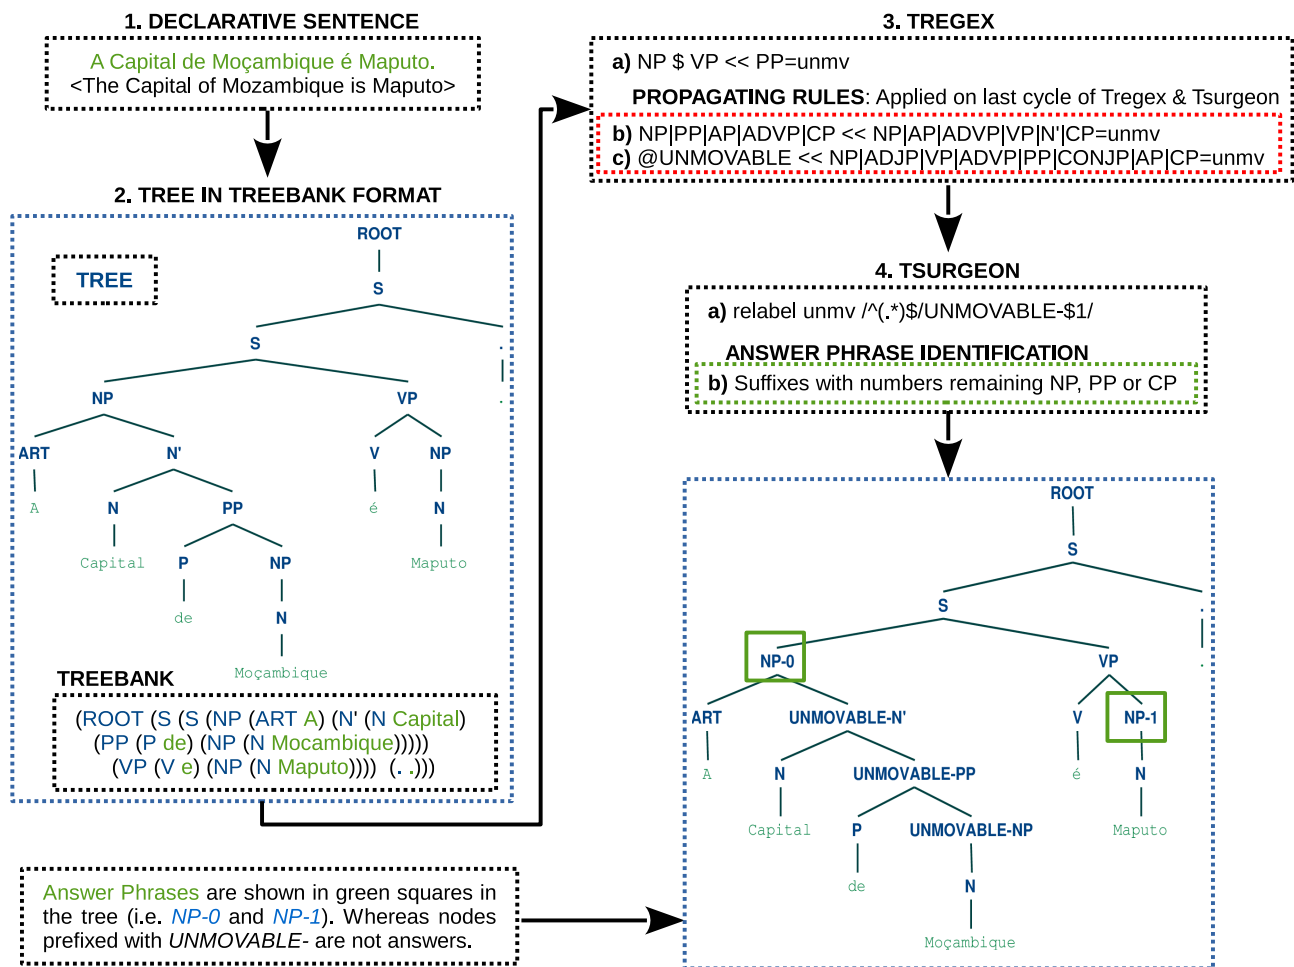 1. DECLARATIVE SENTENCE
A Capital de Moçambique é Maputo.
<The Capital of Mozambique is Maputo>
2. TREE IN TREEBANK FORMAT
TREE
ROOT
S
S .
NP VP .
ART N' V NP
A N PP é N
Capital P NP Maputo
de N
Moçambique
TREEBANK
(ROOT (S (S (NP (ART A) (N' (N Capital)
(PP (P de) (NP (N Mocambique)))))
(VP (V e) (NP (N Maputo)))) (. .)))
3. TREGEX
a) NP $ VP << PP=unmv
PROPAGATING RULES: Applied on last cycle of Tregex & Tsurgeon
b) NP|PP|AP|ADVP|CP << NP|AP|ADVP|VP|N'|CP=unmv
c) @UNMOVABLE << NP|ADJP|VP|ADVP|PP|CONJP|AP|CP=unmv
4. TSURGEON
a) relabel unmv /^(.*)$/UNMOVABLE-$1/
ANSWER PHRASE IDENTIFICATION
b) Suffixes with numbers remaining NP, PP or CP
ROOT
S
S .
NP-0 VP .
ART UNMOVABLE-N' V NP-1
A N UNMOVABLE-PP é N
Capital P UNMOVABLE-NP Maputo
de N
Moçambique
Answer Phrases are shown in green squares in
the tree (i.e. NP-0 and NP-1). Whereas nodes
prefixed with UNMOVABLE- are not answers.